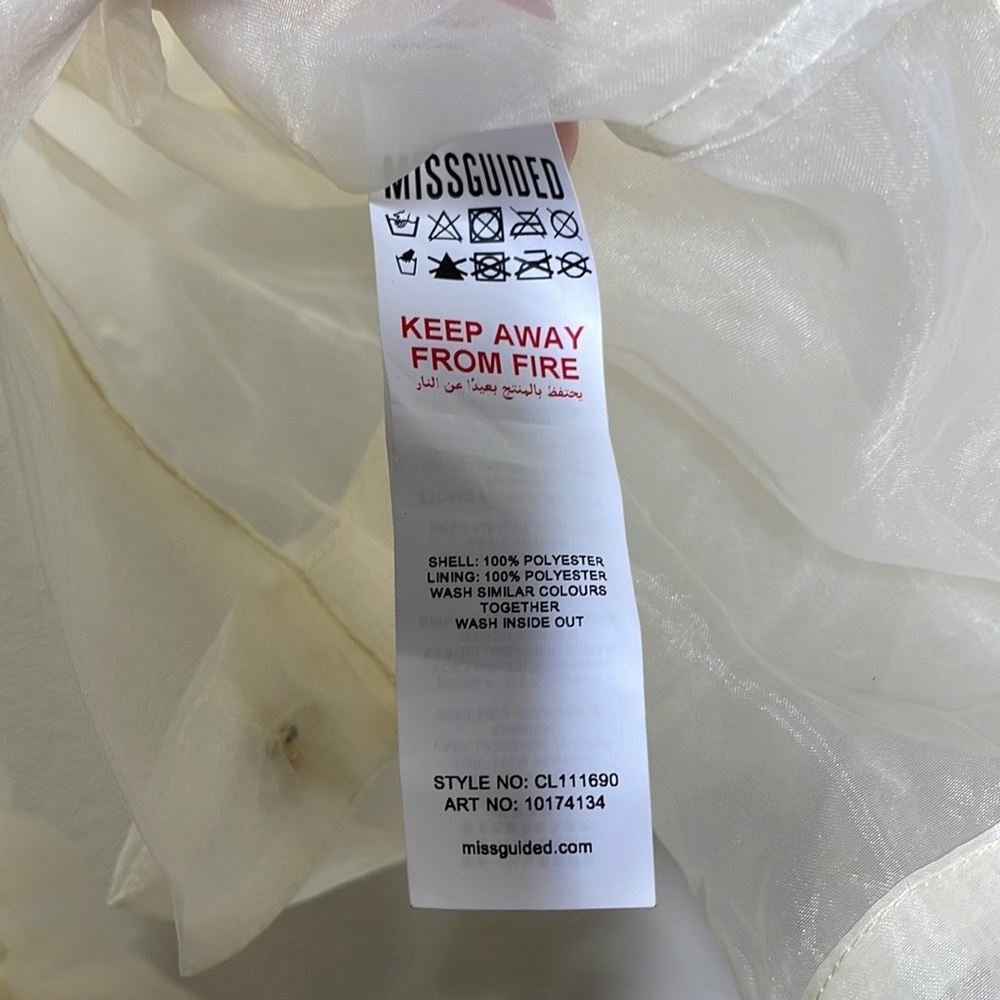 MISSGUIDED
KEEP AWAY
FROM FIRE
يحتفظ بالمنتج بعيدًا عن النار
SHELL: 100% POLYESTER
LINING: 100% POLYESTER
WASH SIMILAR COLOURS
TOGETHER
WASH INSIDE OUT
STYLE NO: CL111690
ART NO: 10174134
missguided.com